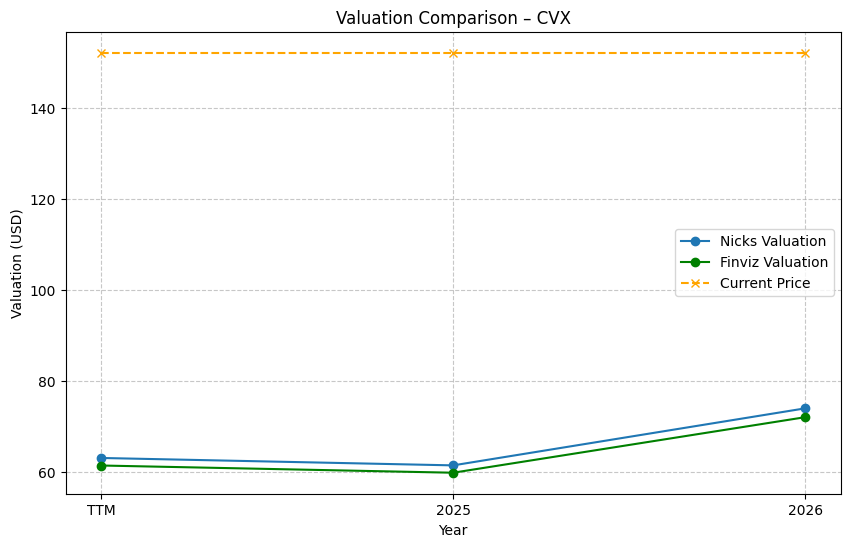 Valuation Comparison – CVX
Valuation (USD)
140
120
100
80
60
Nicks Valuation
Finviz Valuation
Current Price
TTM
2025
2026
Year